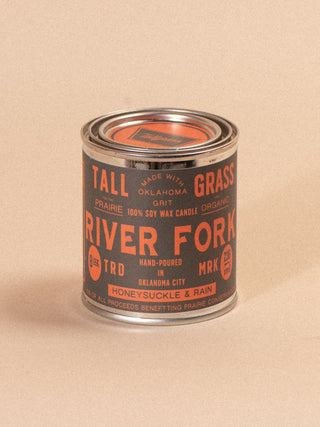 TALL
MADE WITH
OKLAHOMA
GRIT
GRASS
PRAIRIE
100% SOY WAX CANDLE
ORGANIC
RIVER FORK
TRD
HAND-POURED
IN
OKLAHOMA CITY
MRK
HONEYSUCKLE & RAIN
OF ALL PROCEEDS BENEFITTING PRAIRIE